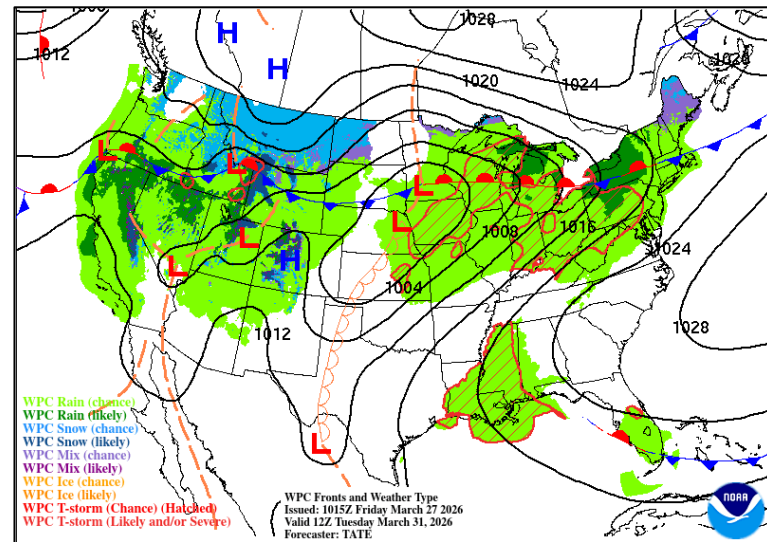 1028
1012
1020
1024
1008
1016
1024
1004
1028
1012
H
H
H
L
L
L
L
L
L
L
WPC Rain (chance)
WPC Rain (likely)
WPC Snow (chance)
WPC Snow (likely)
WPC Mix (chance)
WPC Mix (likely)
WPC Ice (chance)
WPC Ice (likely)
WPC T-storm (Chance) (Hatched)
WPC T-storm (Likely and/or Severe)
WPC Fronts and Weather Type
Issued: 1015Z Friday March 27 2026
Valid 12Z Tuesday March 31, 2026
Forecaster: TATE
NOAA